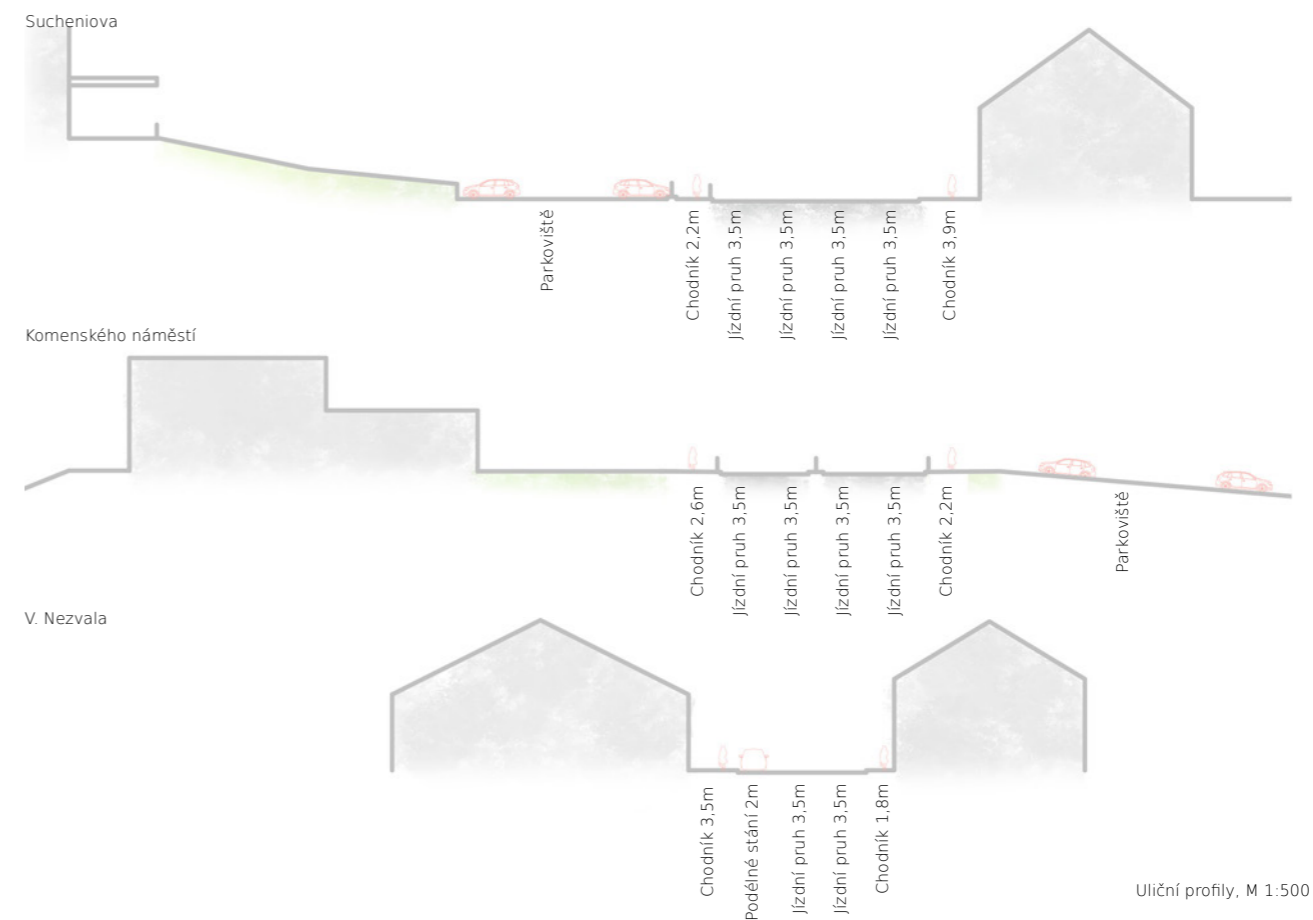 Sucheniova
Parkoviště
Chodník 2,2m
Jízdní pruh 3,5m
Jízdní pruh 3,5m
Jízdní pruh 3,5m
Jízdní pruh 3,5m
Chodník 3,9m
Komenského náměstí
Chodník 2,6m
Jízdní pruh 3,5m
Jízdní pruh 3,5m
Jízdní pruh 3,5m
Jízdní pruh 3,5m
Chodník 2,2m
Parkoviště
V. Nezvala
Chodník 3,5m
Podélné stání 2m
Jízdní pruh 3,5m
Jízdní pruh 3,5m
Chodník 1,8m
Uliční profily, M 1:500